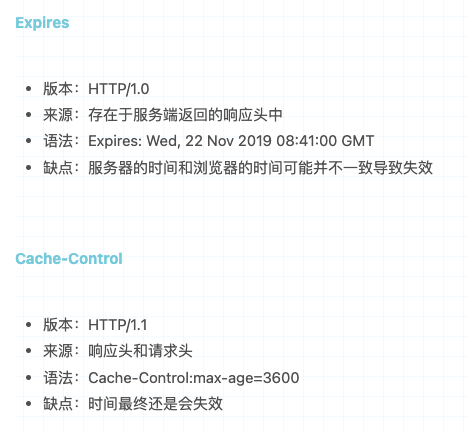 Expires
版本：HTTP/1.0
来源：存在于服务端返回的响应头中
语法：Expires: Wed, 22 Nov 2019 08:41:00 GMT
缺点：服务器的时间和浏览器的时间可能并不一致导致失效
Cache-Control
版本：HTTP/1.1
来源：响应头和请求头
语法：Cache-Control:max-age=3600
缺点：时间最终还是会失效